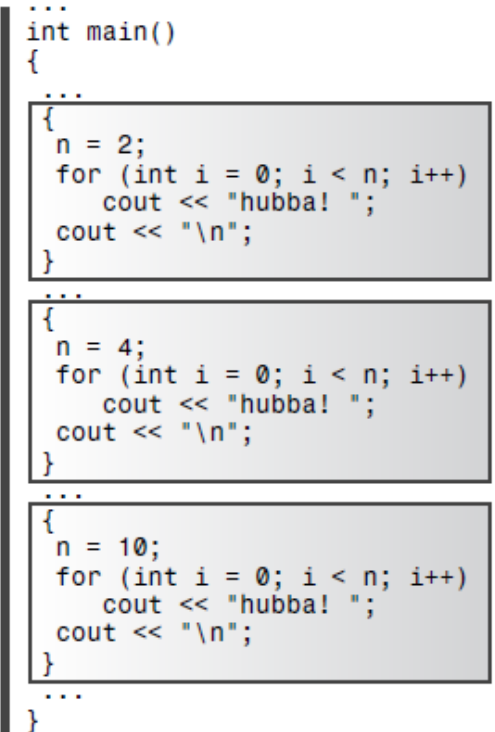 ...
int main()
{
...
{
n = 2;
for (int i = 0; i < n; i++)
cout << "hubba! ";
cout << "\n";
}
...
{
n = 4;
for (int i = 0; i < n; i++)
cout << "hubba! ";
cout << "\n";
}
...
{
n = 10;
for (int i = 0; i < n; i++)
cout << "hubba! ";
cout << "\n";
}
...
}